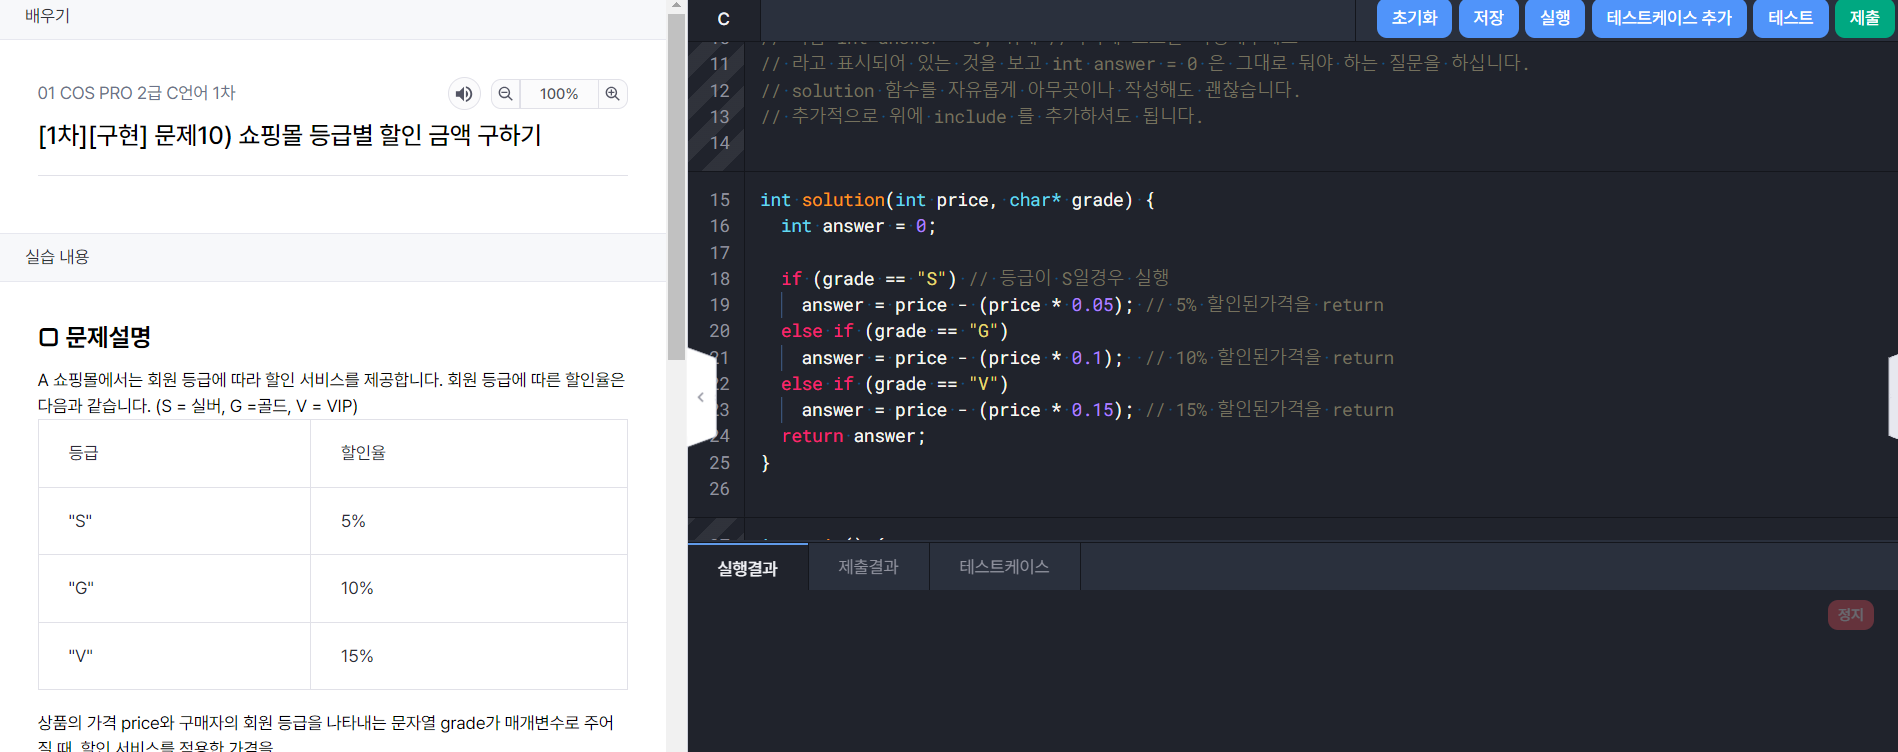 배우기
01 COS PRO 2급 C언어 1차
100%
[1차][구현] 문제10) 쇼핑몰 등급별 할인 금액 구하기
실습 내용
문제설명
A 쇼핑몰에서는 회원 등급에 따라 할인 서비스를 제공합니다. 회원 등급에 따른 할인율은
다음과 같습니다. (S = 실버, G =골드, V = VIP)
등급 할인율
"S" 5%
"G" 10%
"V" 15%
상품의 가격 price와 구매자의 회원 등급을 나타내는 문자열 grade가 매개변수로 주어
질 때, 할인 서비스를 적용한 가격을
C
초기화 저장 실행 테스트케이스 추가 테스트 제출
11 // 라고 표시되어 있는 것을 보고 int answer = 0 은 그대로 둬야 하는 질문을 하십니다.
12 // solution 함수를 자유롭게 아무곳이나 작성해도 괜찮습니다.
13 // 추가적으로 위에 include 를 추가하셔도 됩니다.
14
15 int solution(int price, char* grade) {
16 int answer = 0;
17
18 if (grade == "S") // 등급이 S일경우 실행
19 answer = price - (price * 0.05); // 5% 할인된가격을 return
20 else if (grade == "G")
21 answer = price - (price * 0.1); // 10% 할인된가격을 return
22 else if (grade == "V")
23 answer = price - (price * 0.15); // 15% 할인된가격을 return
24 return answer;
25 }
26
실행결과 제출결과 테스트케이스
정지